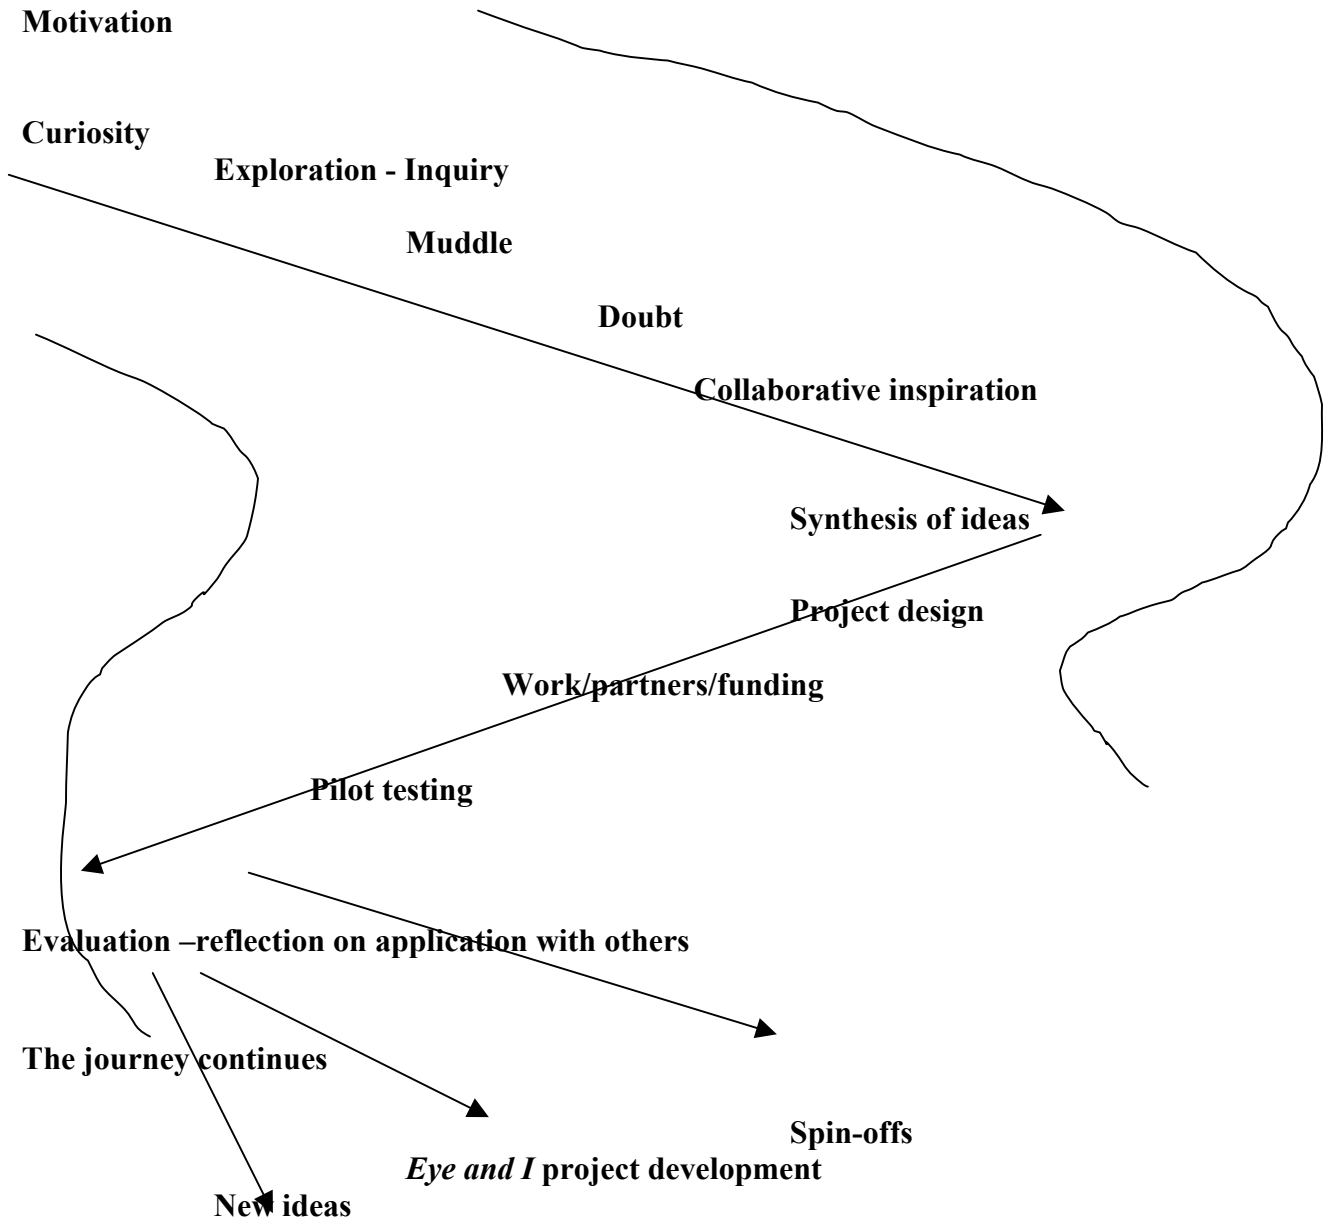 Motivation
Curiosity
Exploration - Inquiry
Muddle
Doubt
Collaborative inspiration
Synthesis of ideas
Project design
Work/partners/funding
Pilot testing
Evaluation –reflection on application with others
The journey continues
Spin-offs
Eye and I project development
New ideas